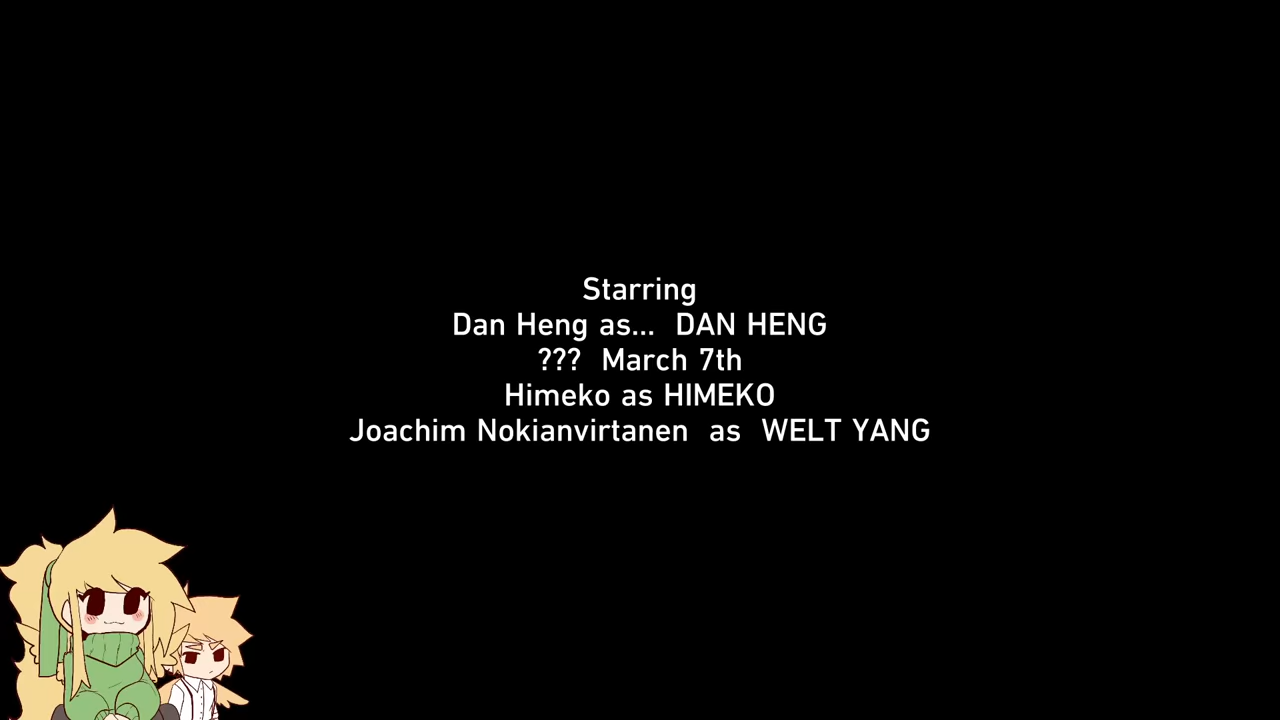 Starring
Dan Heng as... DAN HENG
??? March 7th
Himeko as HIMEKO
Joachim Nokianvirtanen as WELT YANG